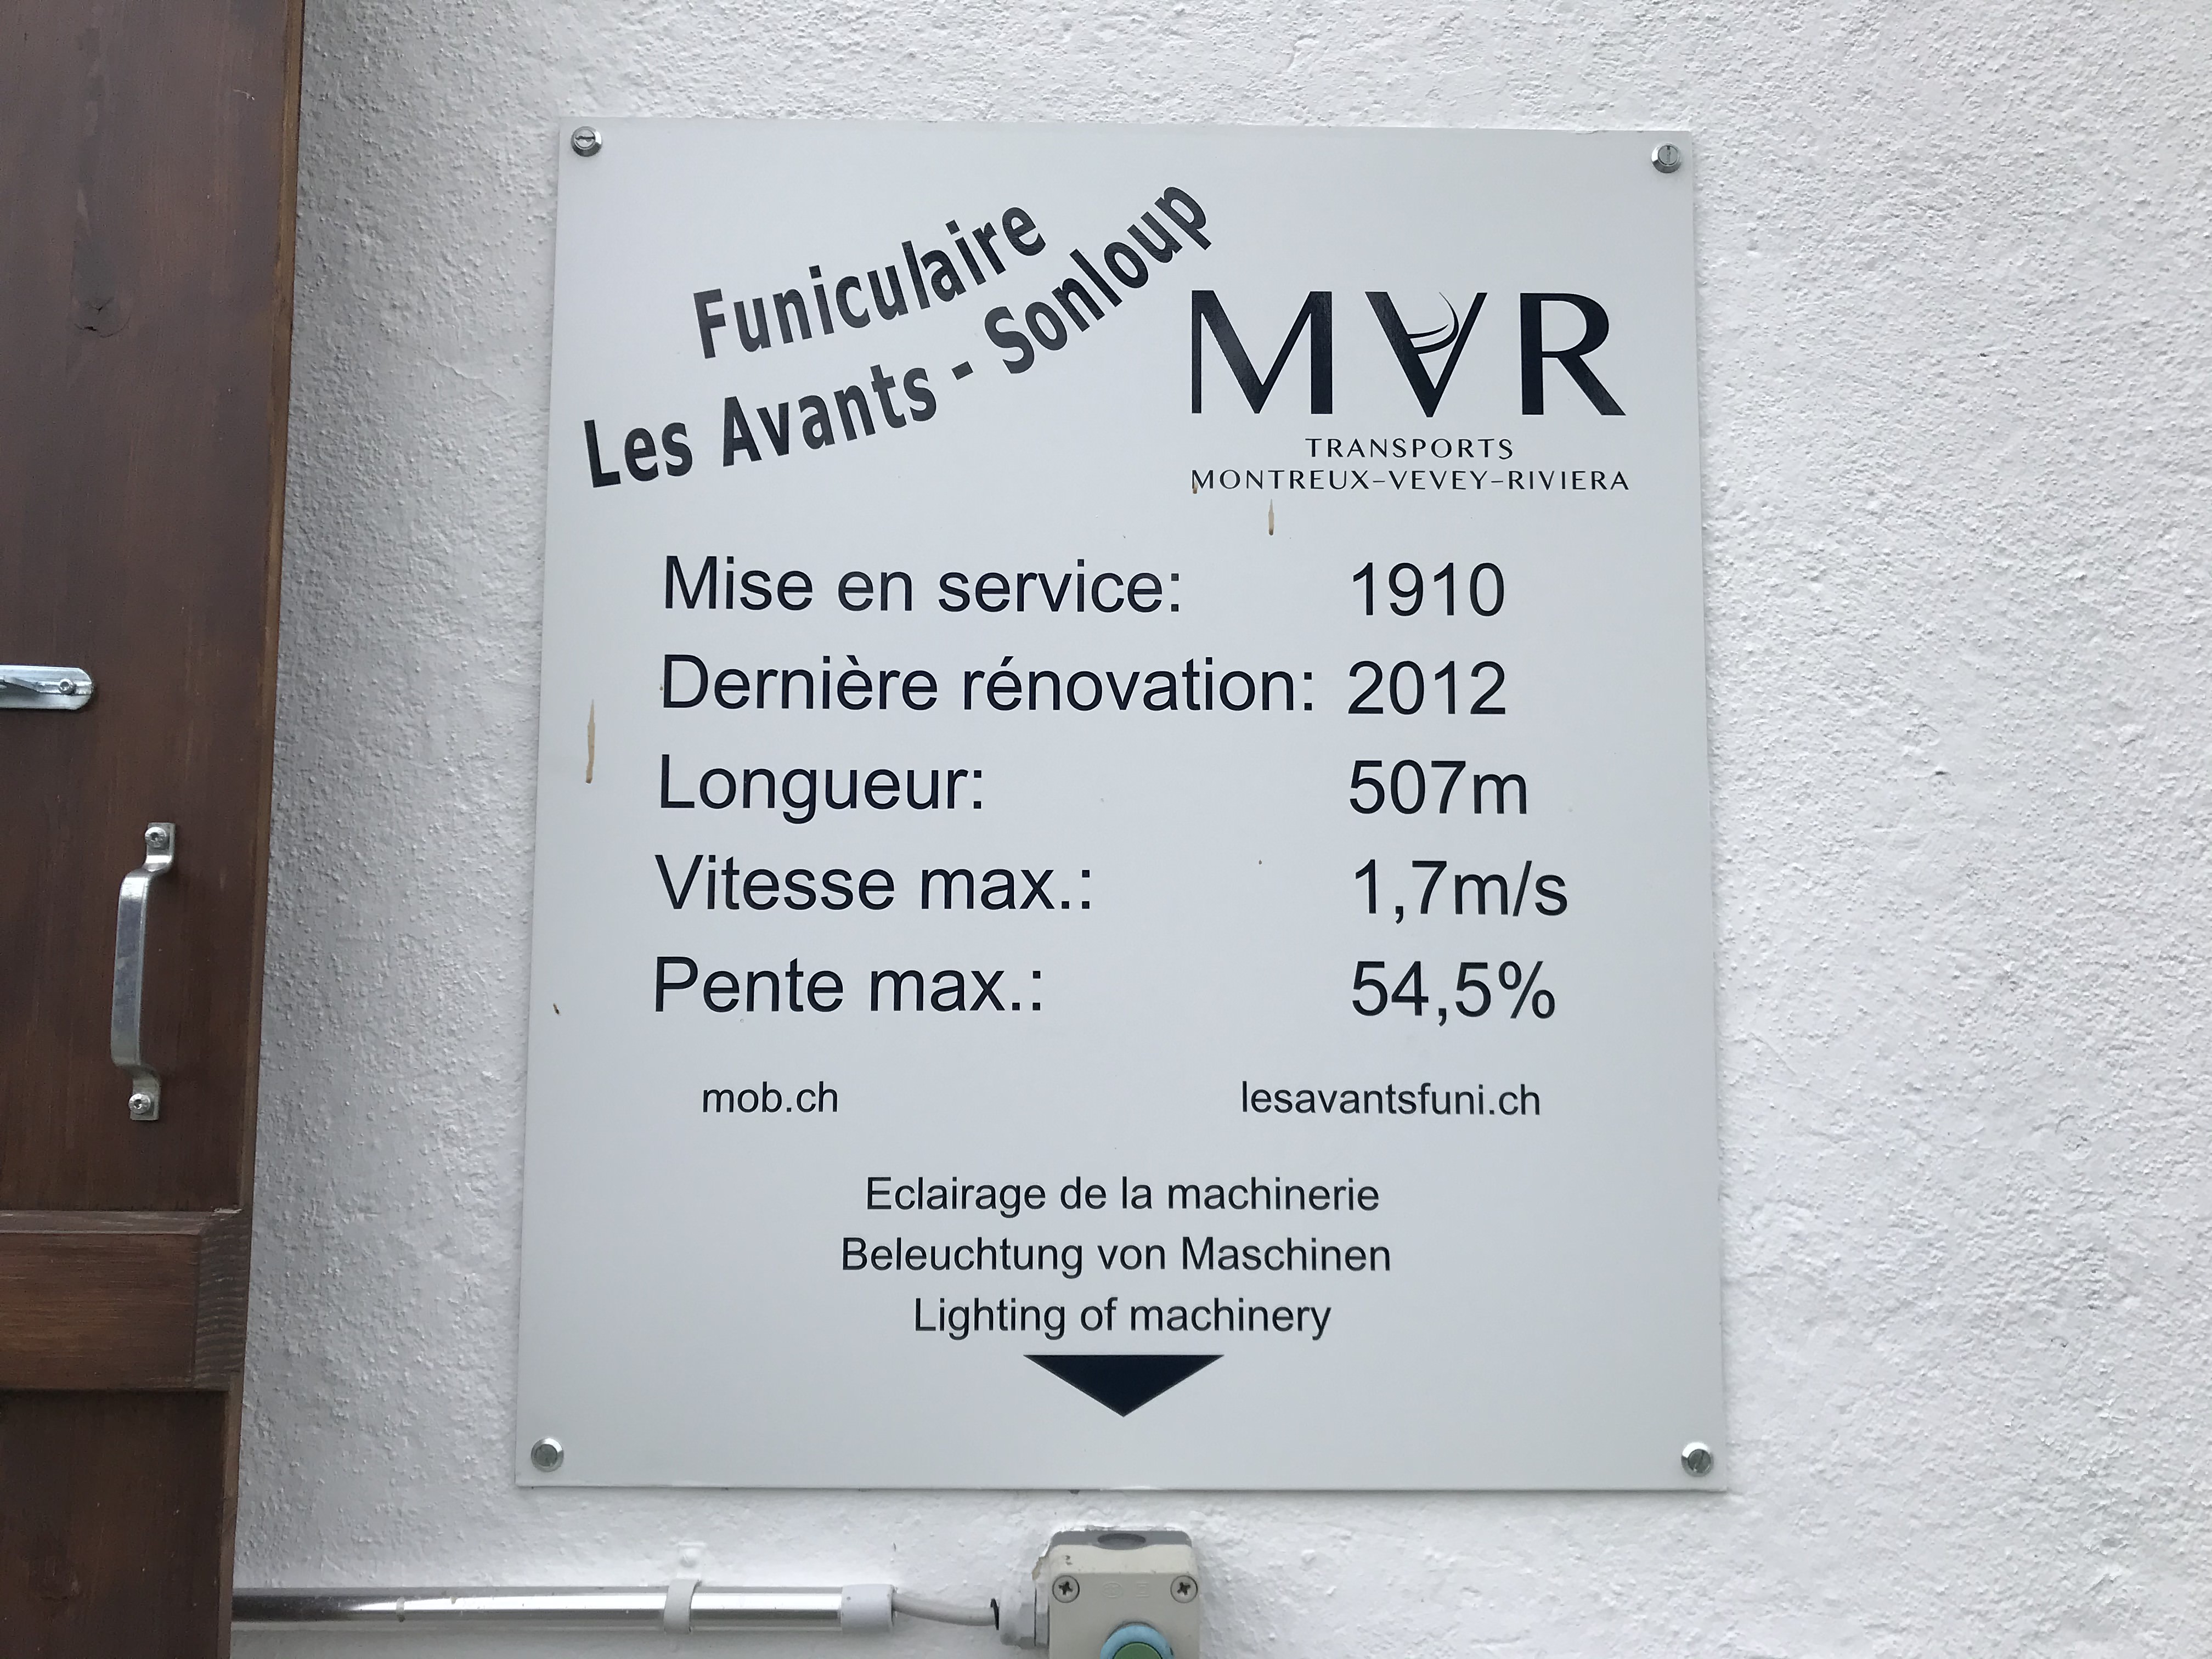 Funiculaire
Les Avants - Sonloup
MVR
TRANSPORTS
MONTREUX-VEVEY-RIVIERA
Mise en service: 1910
Dernière rénovation: 2012
Longueur: 507m
Vitesse max.: 1,7m/s
Pente max.: 54,5%
mob.ch lesavantsfuni.ch
Eclairage de la machinerie
Beleuchtung von Maschinen
Lighting of machinery